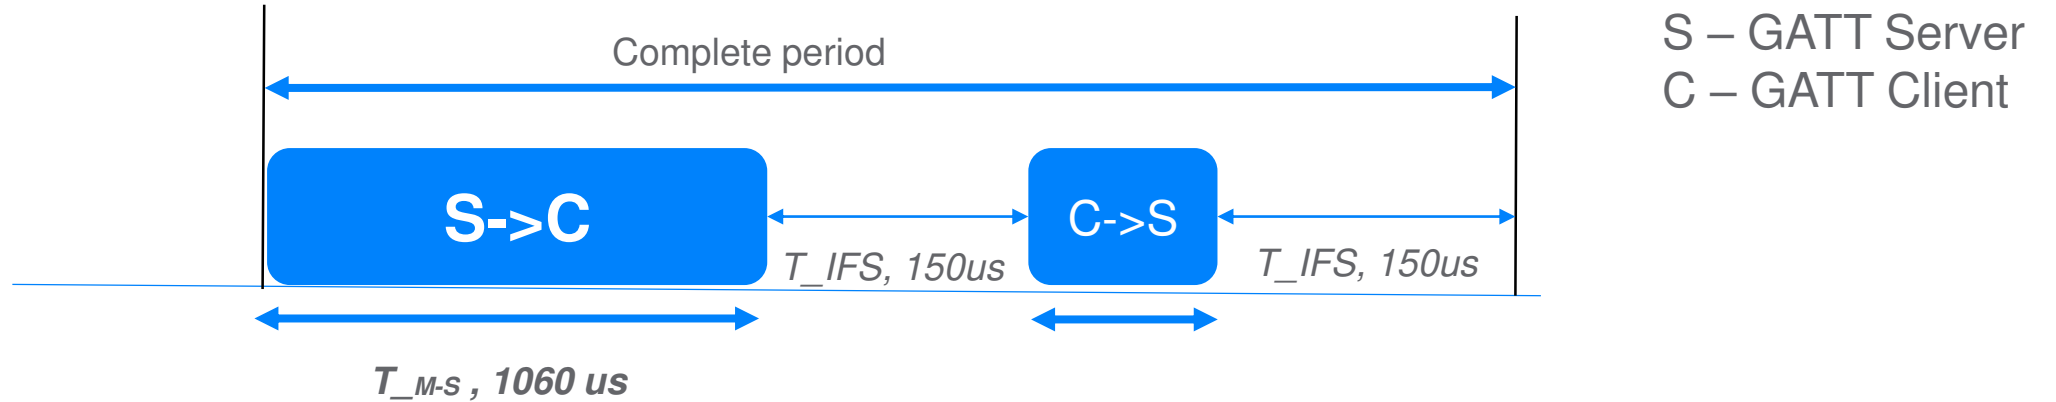 Complete period
S – GATT Server
C – GATT Client
S->C
C->S
T_IFS, 150us
T_IFS, 150us
T_M-S , 1060 us